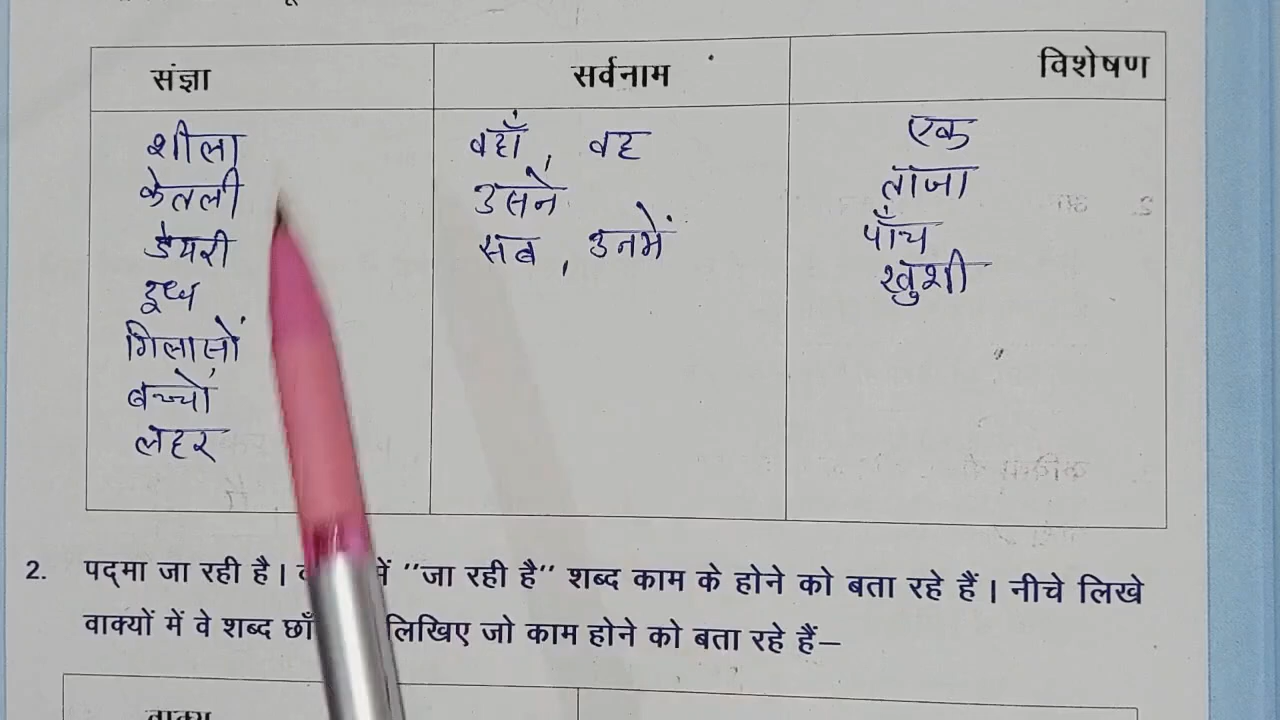 संज्ञा सर्वनाम विशेषण
शीला वहाँ, वह एक
केतली उसने ताजा
डेयरी सब, उनमें पाँच
दूध खुशी
गिलासों
बच्चों
लहर
2. पद्मा जा रही है। में "जा रही है" शब्द काम के होने को बता रहे हैं। नीचे लिखे
वाक्यों में वे शब्द लिखिए जो काम होने को बता रहे हैं–
वाक्य